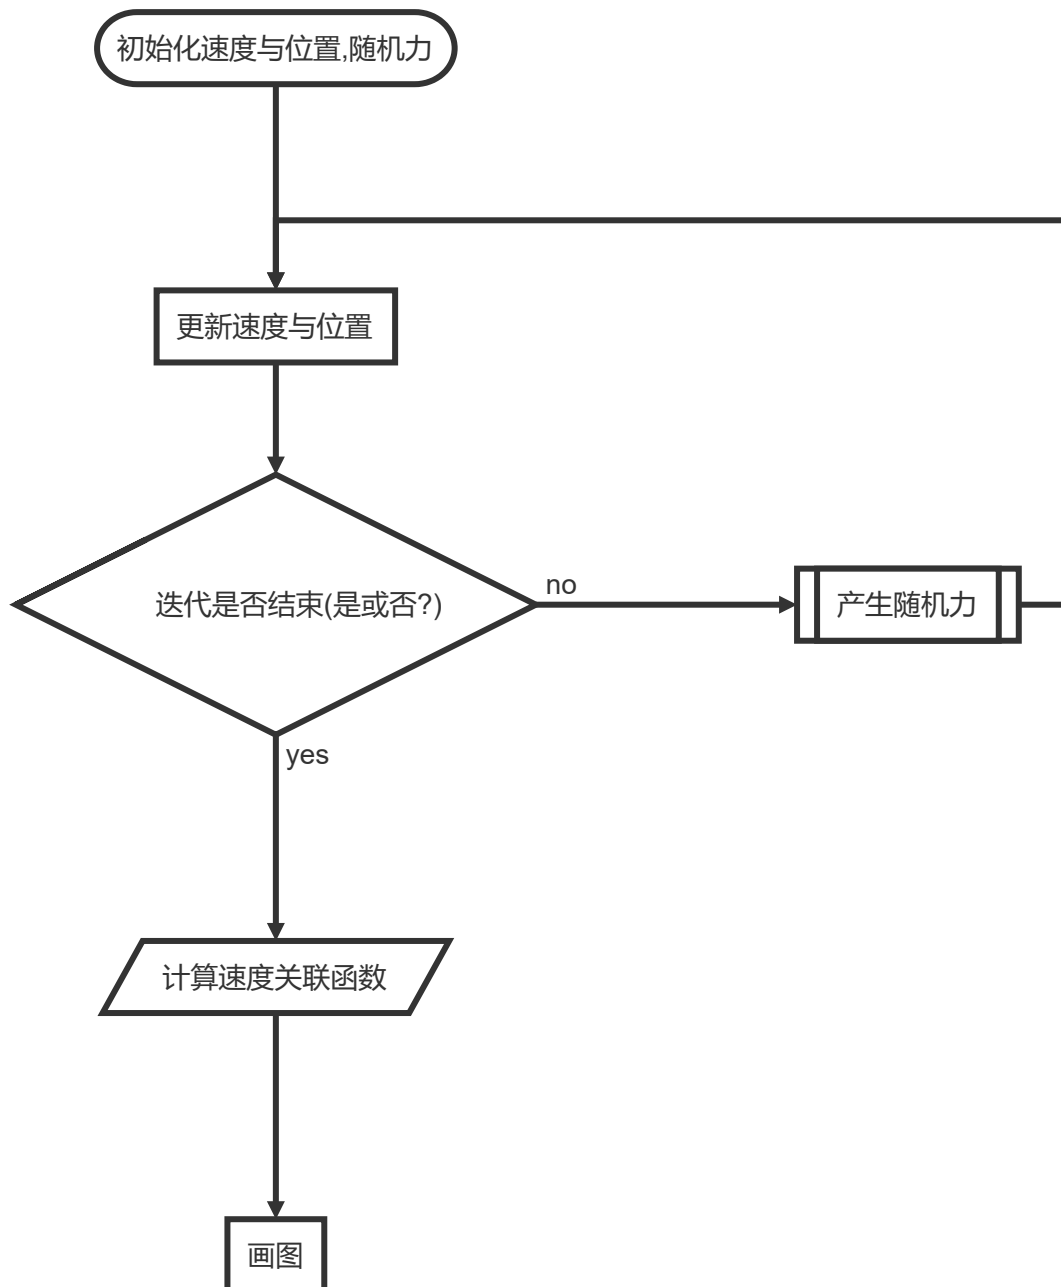 初始化速度与位置,随机力
更新速度与位置
迭代是否结束(是或否?)
no
产生随机力
yes
计算速度关联函数
画图